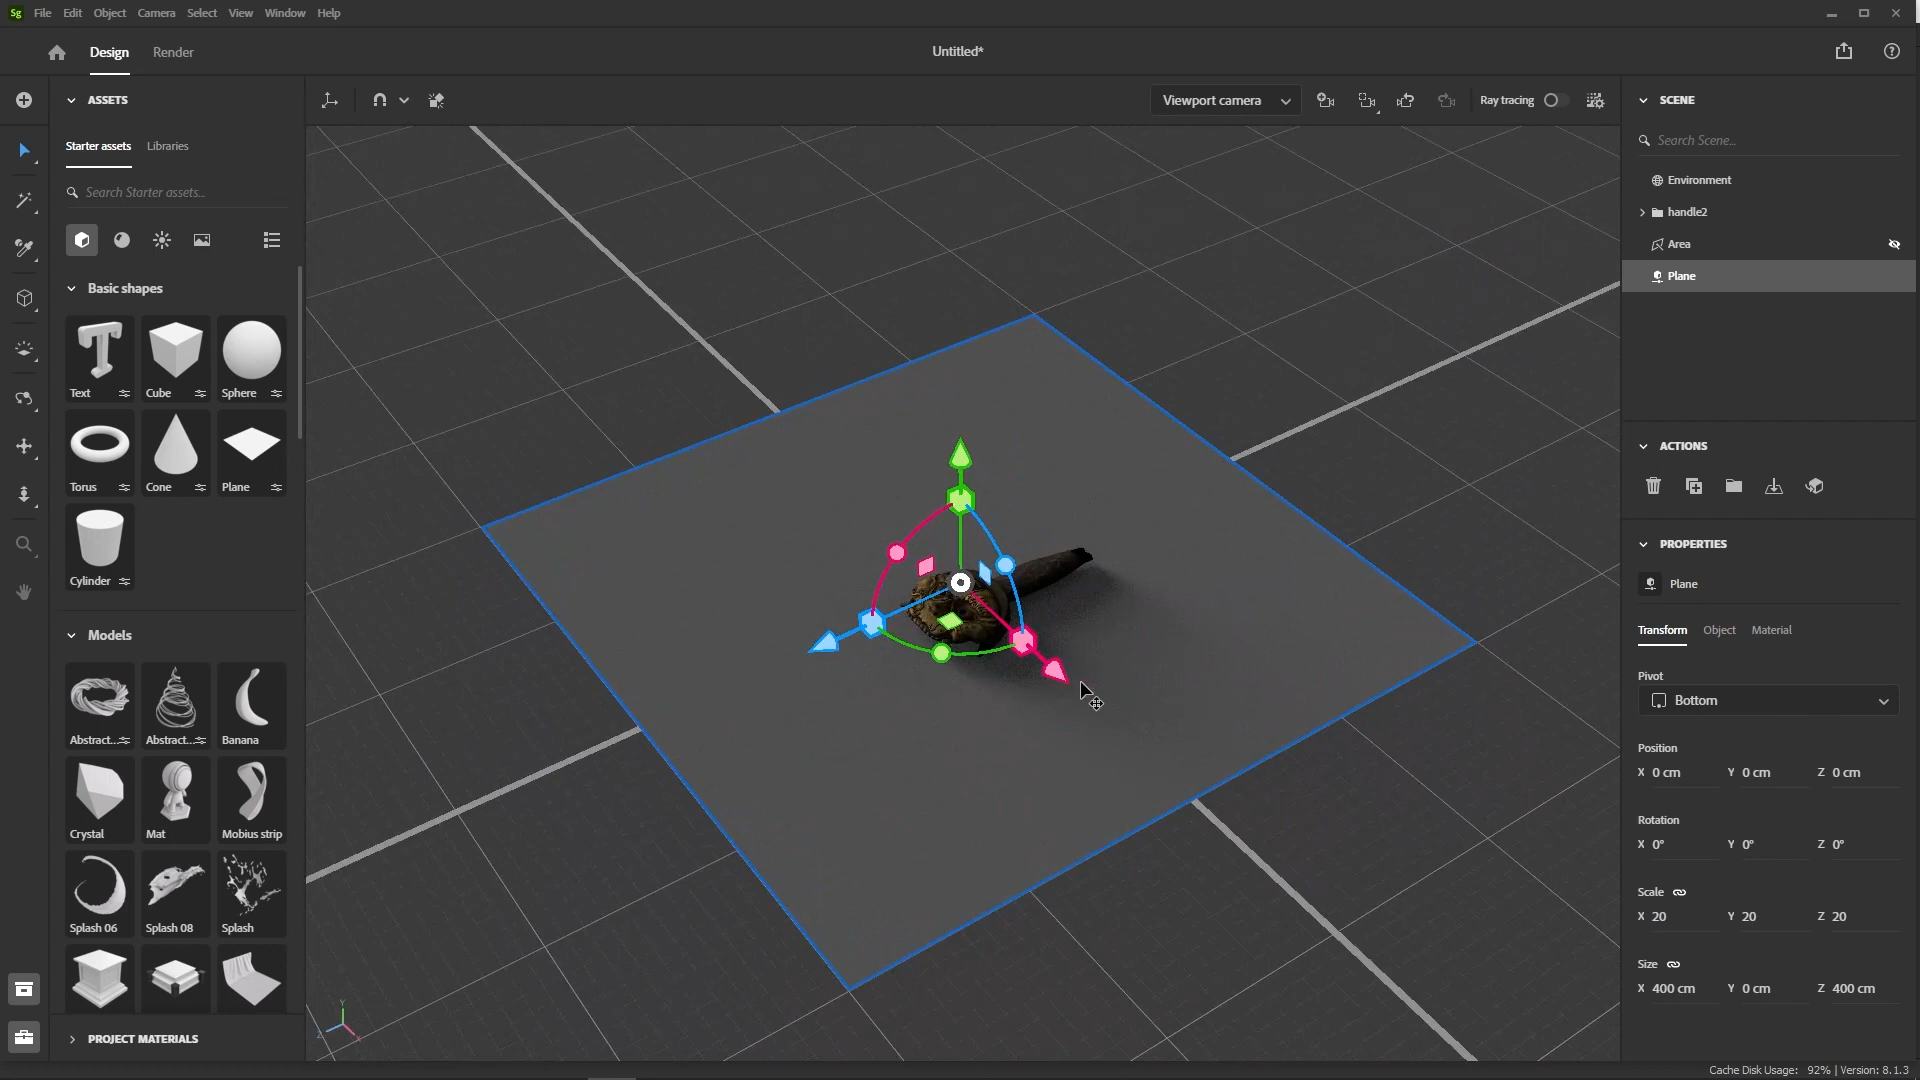 Sg File Edit Object Camera Select View Window Help
Design Render Untitled*
ASSETS
Starter assets Libraries
Search Starter assets...
Basic shapes
Text Cube Sphere
Torus Cone Plane
Cylinder
Models
Abstract... Abstract... Banana
Crystal Mat Mobius strip
Splash 06 Splash 08 Splash
PROJECT MATERIALS
Viewport camera Ray tracing
Y
Z X
SCENE
Search Scene...
Environment
handle2
Area
Plane
ACTIONS
PROPERTIES
Plane
Transform Object Material
Pivot
Bottom
Position
X 0 cm Y 0 cm Z 0 cm
Rotation
X 0° Y 0° Z 0°
Scale
X 20 Y 20 Z 20
Size
X 400 cm Y 0 cm Z 400 cm
Cache Disk Usage: 92% | Version: 8.1.3